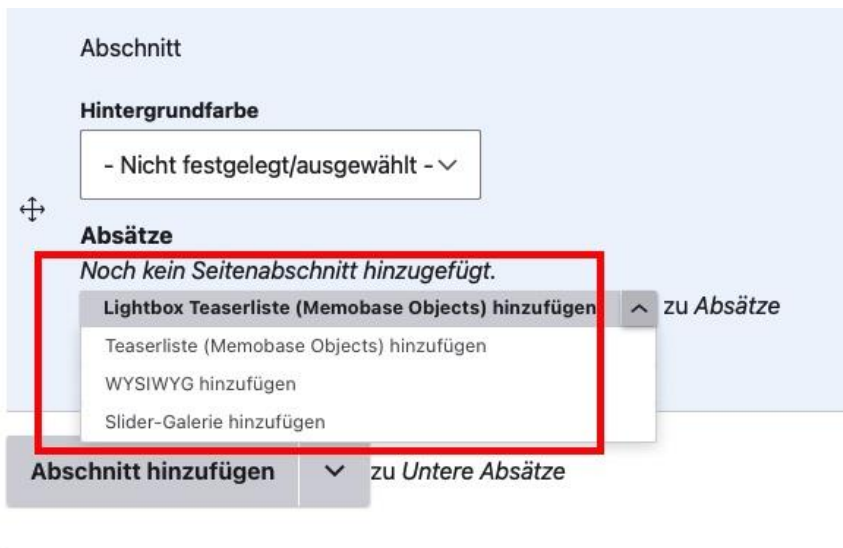 Abschnitt
Hintergrundfarbe
- Nicht festgelegt/ausgewählt -
Absätze
Noch kein Seitenabschnitt hinzugefügt.
Lightbox Teaserliste (Memobase Objects) hinzufügen zu Absätze
Teaserliste (Memobase Objects) hinzufügen
WYSIWYG hinzufügen
Slider-Galerie hinzufügen
Abschnitt hinzufügen zu Untere Absätze